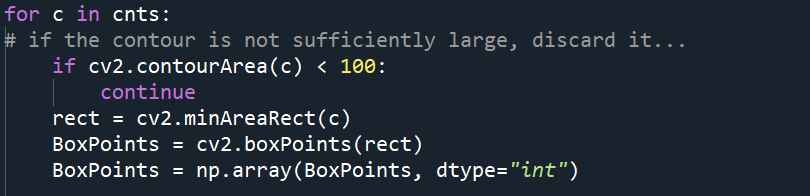 for c in cnts:
# if the contour is not sufficiently large, discard it...
    if cv2.contourArea(c) < 100:
        continue
    rect = cv2.minAreaRect(c)
    BoxPoints = cv2.boxPoints(rect)
    BoxPoints = np.array(BoxPoints, dtype="int")